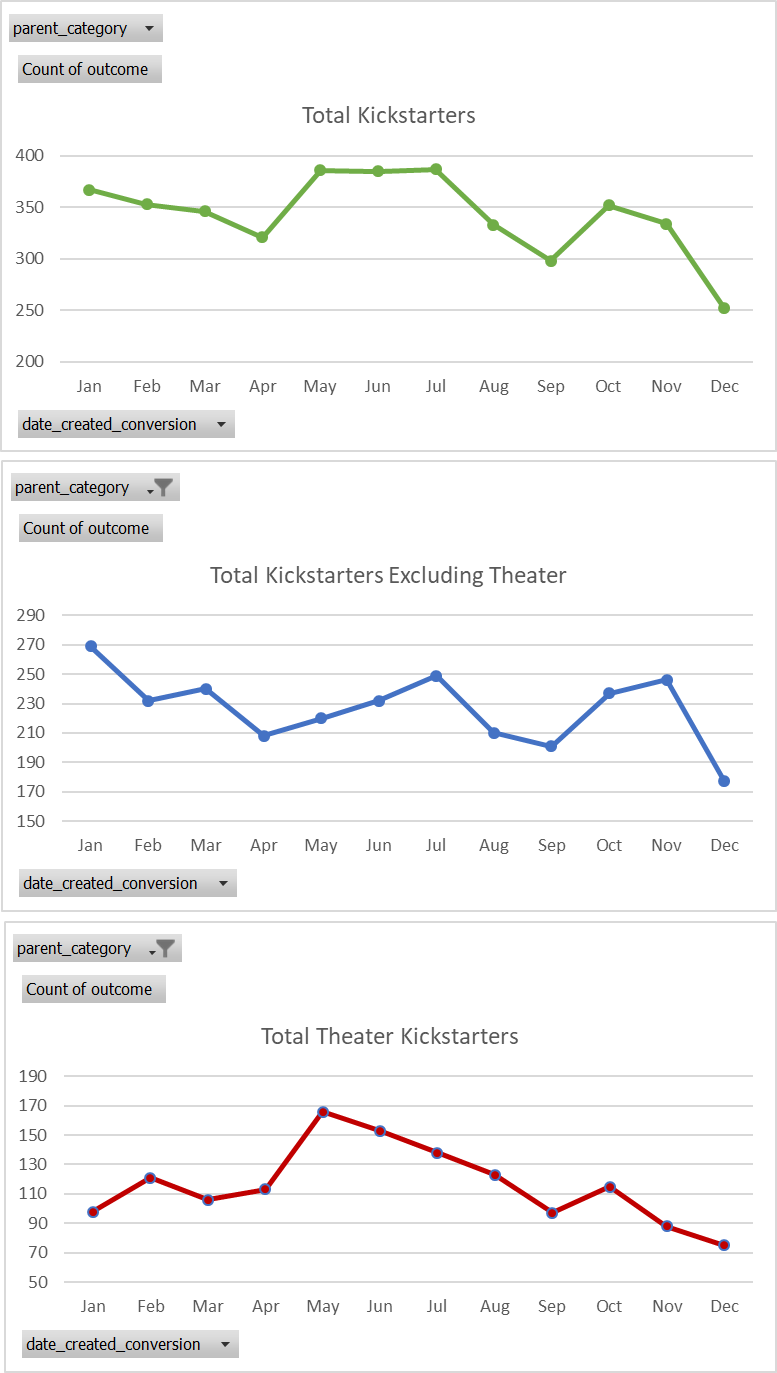 parent_category
Count of outcome
Total Kickstarters
400
350
300
250
200
Jan Feb Mar Apr May Jun Jul Aug Sep Oct Nov Dec
date_created_conversion
parent_category
Count of outcome
Total Kickstarters Excluding Theater
290
270
250
230
210
190
170
150
Jan Feb Mar Apr May Jun Jul Aug Sep Oct Nov Dec
date_created_conversion
parent_category
Count of outcome
Total Theater Kickstarters
190
170
150
130
110
90
70
50
Jan Feb Mar Apr May Jun Jul Aug Sep Oct Nov Dec
date_created_conversion